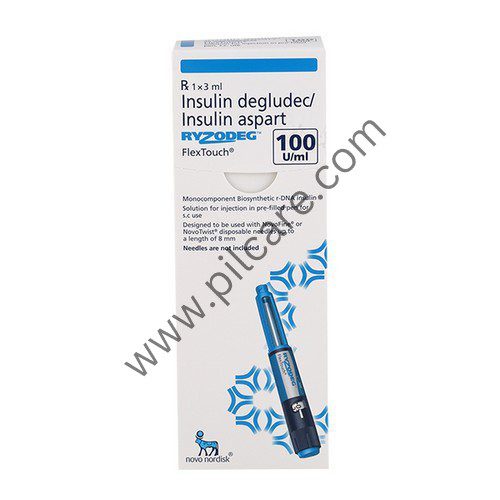 ℞ 1×3 ml
Insulin degludec/
Insulin aspart
RYZODEG™
FlexTouch®
100
U/ml
Monocomponent Biosynthetic r-DNA insulin
Solution for injection in pre-filled pen for
s.c use
Designed to be used with NovoFine® or
NovoTwist® disposable needles up to
a length of 8 mm
Needles are not included
www.pilcare.com
RYZODEG
FlexTouch
novo nordisk®